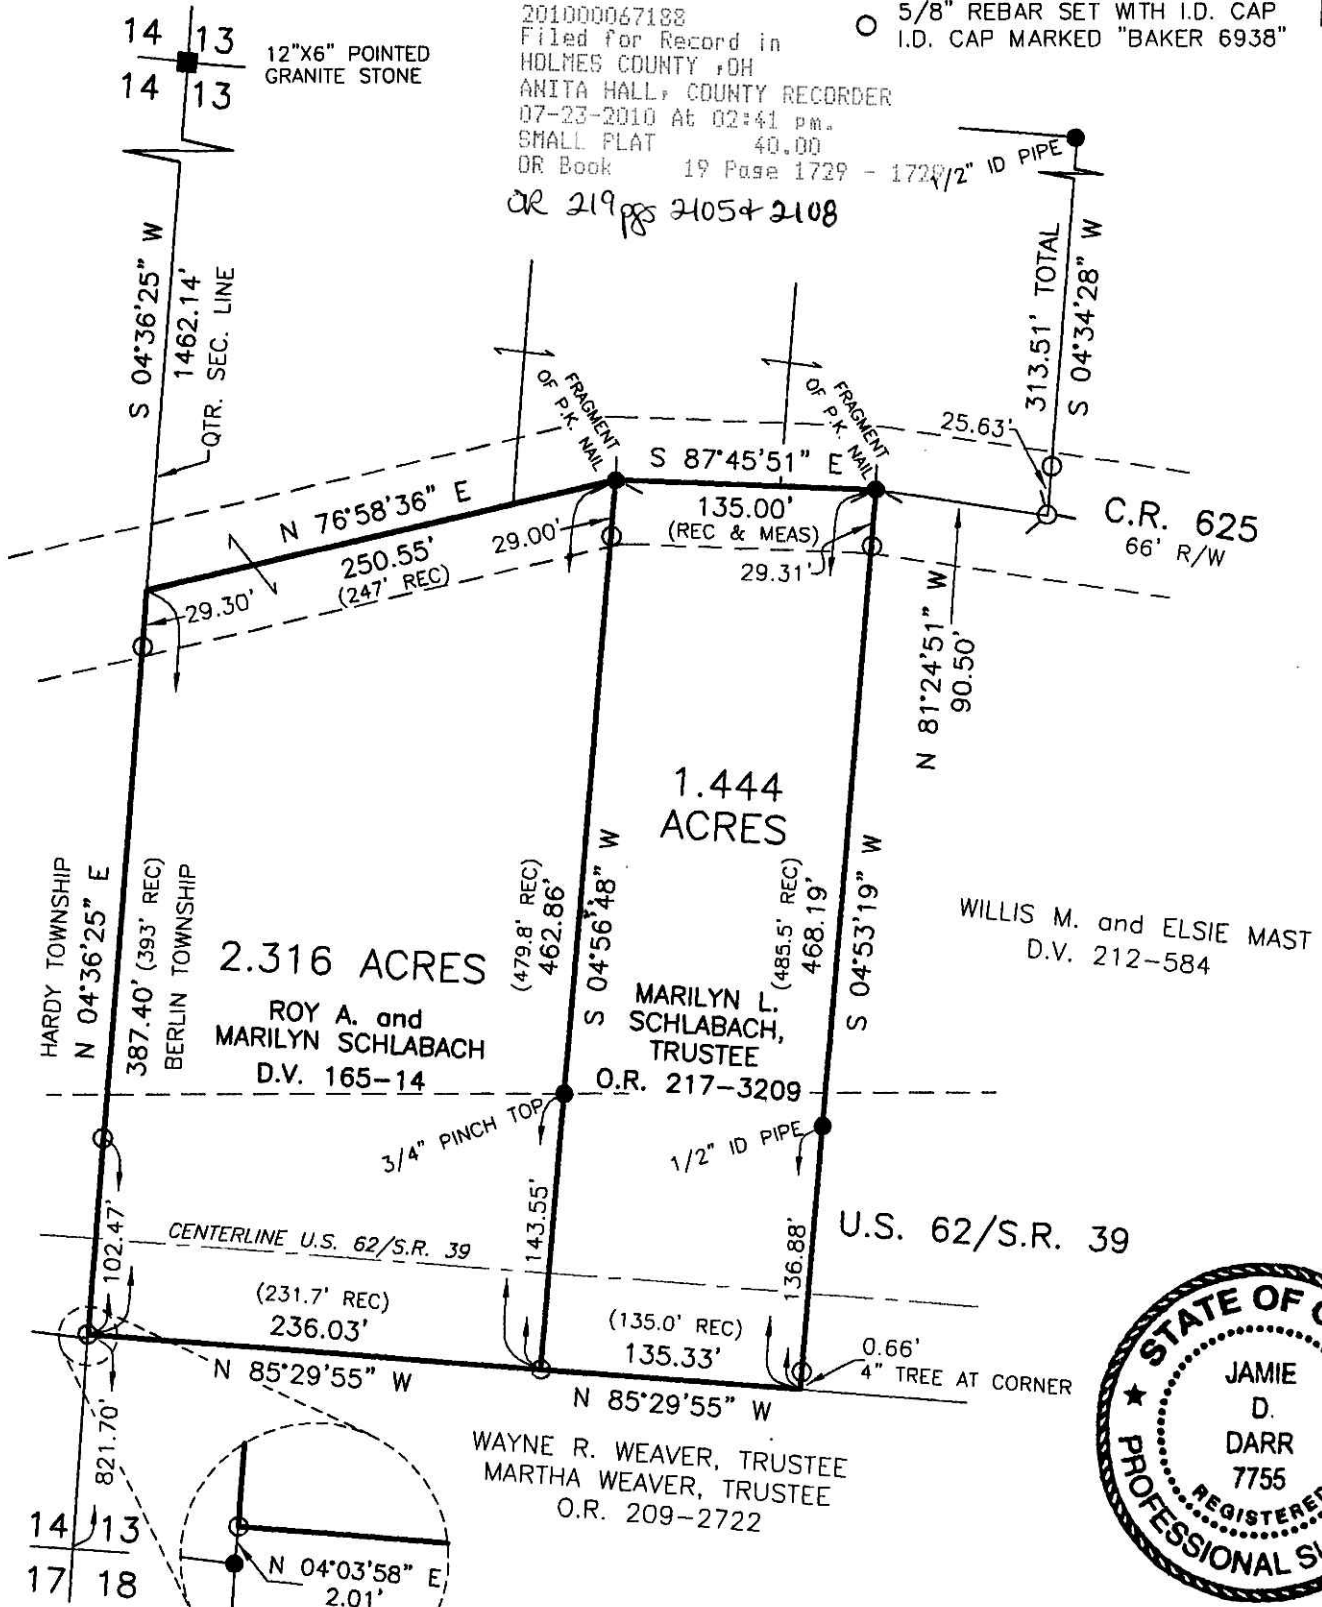 14 13
14 13
12"X6" POINTED
GRANITE STONE
201000067188
Filed for Record in
HOLMES COUNTY ,OH
ANITA HALL, COUNTY RECORDER
07-23-2010 At 02:41 pm.
SMALL PLAT 40.00
OR Book 19 Page 1729 - 1729
OR 219 pgs 2105 + 2108
5/8" REBAR SET WITH I.D. CAP
I.D. CAP MARKED "BAKER 6938"
1/2" ID PIPE
S 04°36'25" W
1462.14'
QTR. SEC. LINE
313.51' TOTAL
S 04°34'28" W
FRAGMENT
OF P.K. NAIL
FRAGMENT
OF P.K. NAIL
25.63'
N 76°58'36" E
250.55'
(247' REC)
29.30'
29.00'
S 87°45'51" E
135.00'
(REC & MEAS)
29.31'
C.R. 625
66' R/W
N 81°24'51" W
90.50'
1.444
ACRES
HARDY TOWNSHIP
N 04°36'25" E
387.40' (393' REC)
BERLIN TOWNSHIP
2.316 ACRES
ROY A. and
MARILYN SCHLABACH
D.V. 165-14
(479.8' REC)
462.86'
S 04°56'48" W
MARILYN L.
SCHLABACH,
TRUSTEE
O.R. 217-3209
(485.5' REC)
468.19'
S 04°53'19" W
WILLIS M. and ELSIE MAST
D.V. 212-584
3/4" PINCH TOP
1/2" ID PIPE
102.47'
CENTERLINE U.S. 62/S.R. 39
143.55'
136.88'
U.S. 62/S.R. 39
(231.7' REC)
236.03'
N 85°29'55" W
(135.0' REC)
135.33'
N 85°29'55" W
0.66'
4" TREE AT CORNER
WAYNE R. WEAVER, TRUSTEE
MARTHA WEAVER, TRUSTEE
O.R. 209-2722
821.70'
14 13
17 18
N 04°03'58" E
2.01'
STATE OF
JAMIE
D.
DARR
7755
REGISTERED
PROFESSIONAL